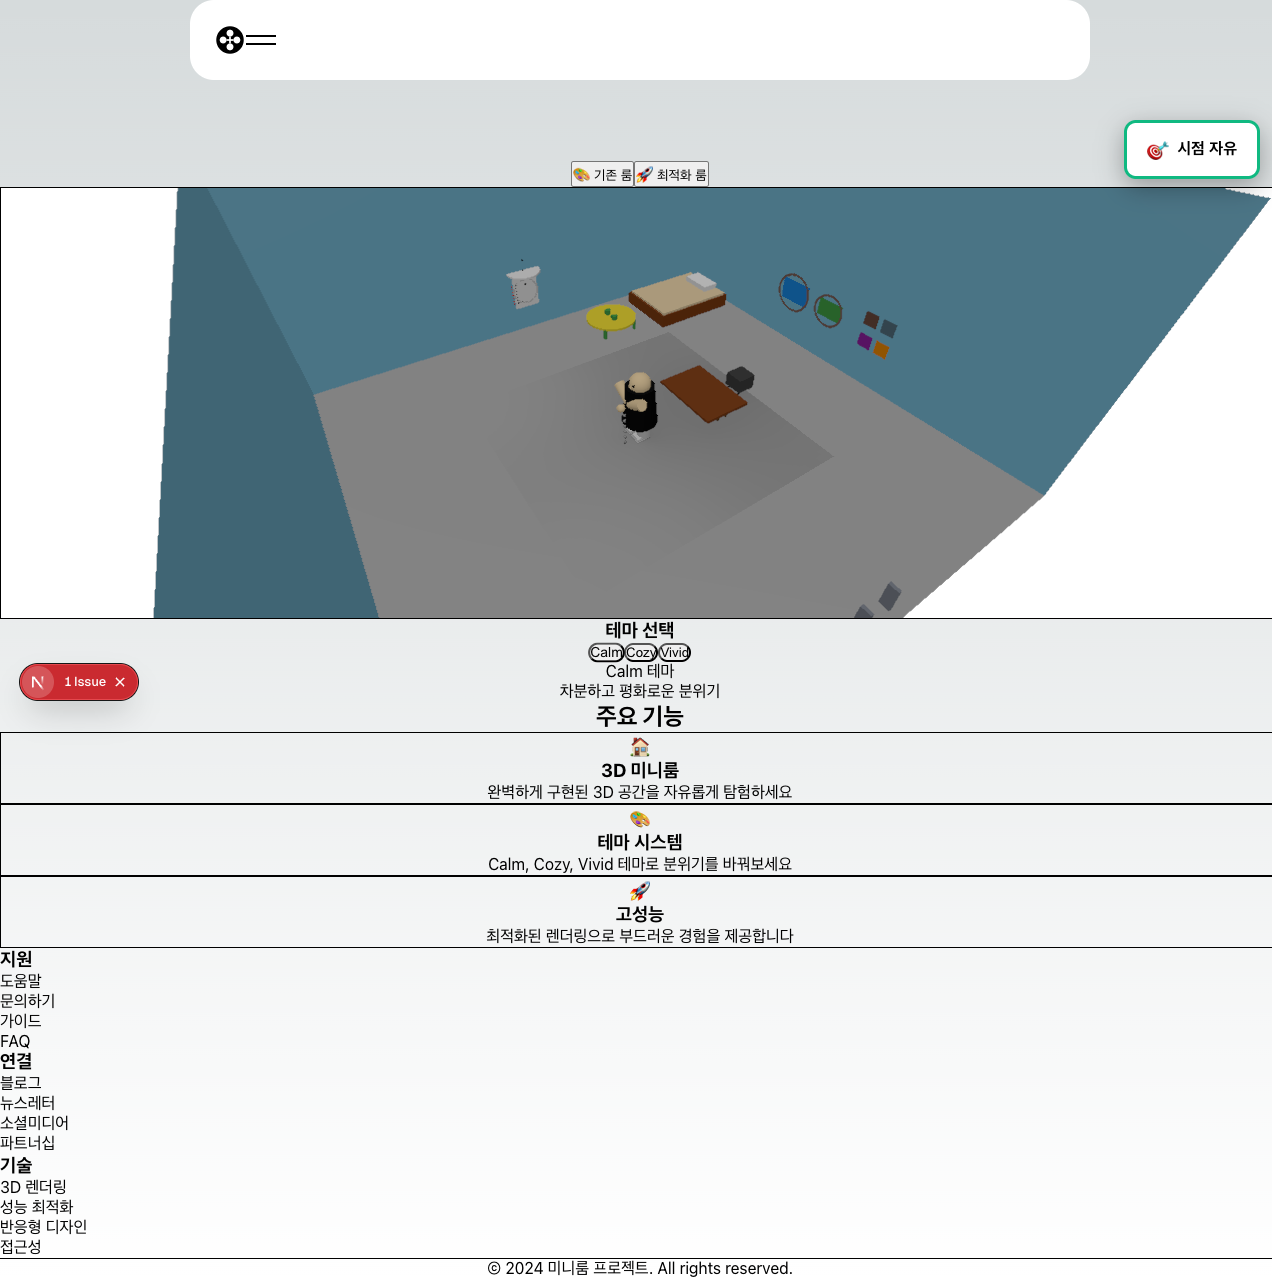 시점 자유
기존 룸
최적화 룸
테마 선택
Calm Cozy Vivid
Calm 테마
차분하고 평화로운 분위기
1 Issue
주요 기능
3D 미니룸
완벽하게 구현된 3D 공간을 자유롭게 탐험하세요
테마 시스템
Calm, Cozy, Vivid 테마로 분위기를 바꿔보세요
고성능
최적화된 렌더링으로 부드러운 경험을 제공합니다
지원
도움말
문의하기
가이드
FAQ
연결
블로그
뉴스레터
소셜미디어
파트너십
기술
3D 렌더링
성능 최적화
반응형 디자인
접근성
© 2024 미니룸 프로젝트. All rights reserved.